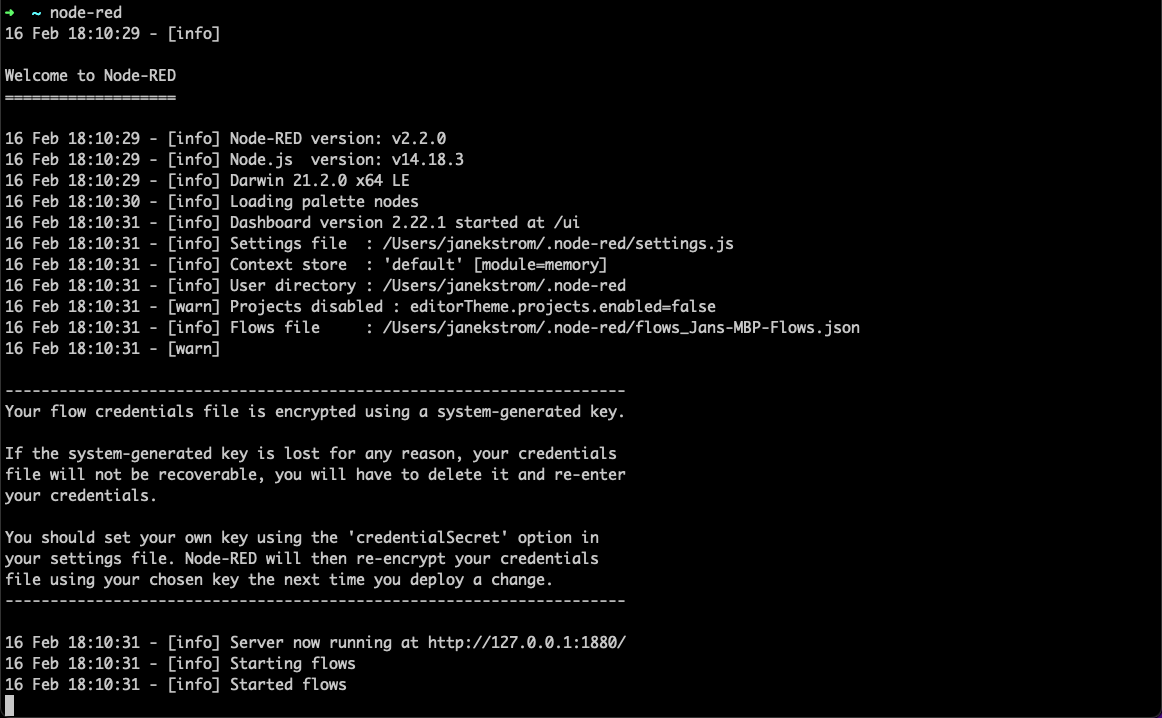 ➜  ~ node-red
16 Feb 18:10:29 - [info]
Welcome to Node-RED
===================
16 Feb 18:10:29 - [info] Node-RED version: v2.2.0
16 Feb 18:10:29 - [info] Node.js  version: v14.18.3
16 Feb 18:10:29 - [info] Darwin 21.2.0 x64 LE
16 Feb 18:10:30 - [info] Loading palette nodes
16 Feb 18:10:31 - [info] Dashboard version 2.22.1 started at /ui
16 Feb 18:10:31 - [info] Settings file  : /Users/janekstrom/.node-red/settings.js
16 Feb 18:10:31 - [info] Context store  : 'default' [module=memory]
16 Feb 18:10:31 - [info] User directory : /Users/janekstrom/.node-red
16 Feb 18:10:31 - [warn] Projects disabled : editorTheme.projects.enabled=false
16 Feb 18:10:31 - [info] Flows file     : /Users/janekstrom/.node-red/flows_Jans-MBP-Flows.json
16 Feb 18:10:31 - [warn]
---------------------------------------------------------------------
Your flow credentials file is encrypted using a system-generated key.
If the system-generated key is lost for any reason, your credentials
file will not be recoverable, you will have to delete it and re-enter
your credentials.
You should set your own key using the 'credentialSecret' option in
your settings file. Node-RED will then re-encrypt your credentials
file using your chosen key the next time you deploy a change.
---------------------------------------------------------------------
16 Feb 18:10:31 - [info] Server now running at http://127.0.0.1:1880/
16 Feb 18:10:31 - [info] Starting flows
16 Feb 18:10:31 - [info] Started flows